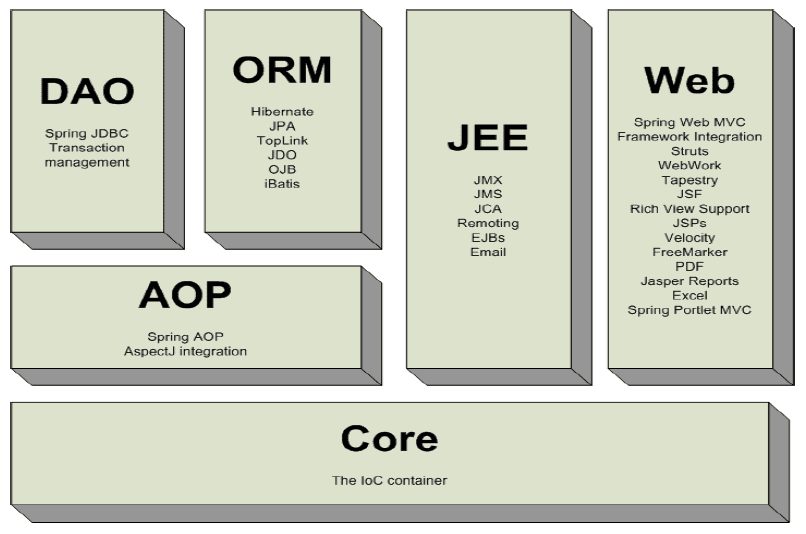 DAO
Spring JDBC
Transaction
management
ORM
Hibernate
JPA
TopLink
JDO
OJB
iBatis
JEE
JMX
JMS
JCA
Remoting
EJBs
Email
Web
Spring Web MVC
Framework Integration
Struts
WebWork
Tapestry
JSF
Rich View Support
JSPs
Velocity
FreeMarker
PDF
Jasper Reports
Excel
Spring Portlet MVC
AOP
Spring AOP
AspectJ integration
Core
The IoC container